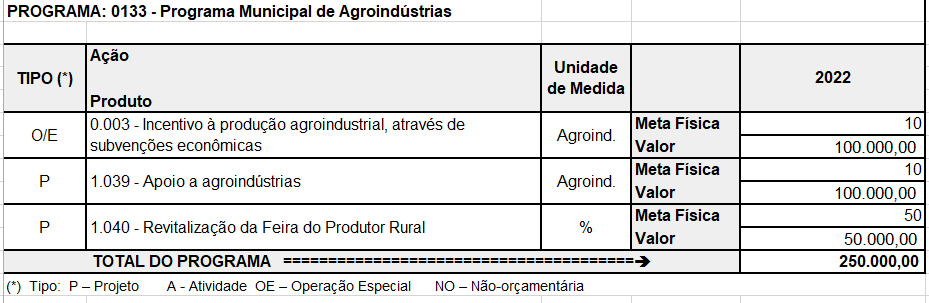 PROGRAMA: 0133 - Programa Municipal de Agroindústrias
TIPO (*)
Ação
Produto
Unidade
de Medida
2022
O/E
0.003 - Incentivo à produção agroindustrial, através de
subvenções econômicas
Agroind.
Meta Física
10
Valor
100.000,00
P
1.039 - Apoio a agroindústrias
Agroind.
Meta Física
10
Valor
100.000,00
P
1.040 - Revitalização da Feira do Produtor Rural
%
Meta Física
50
Valor
50.000,00
TOTAL DO PROGRAMA =======================================➔
250.000,00
(*) Tipo: P – Projeto A - Atividade OE – Operação Especial NO – Não-orçamentária